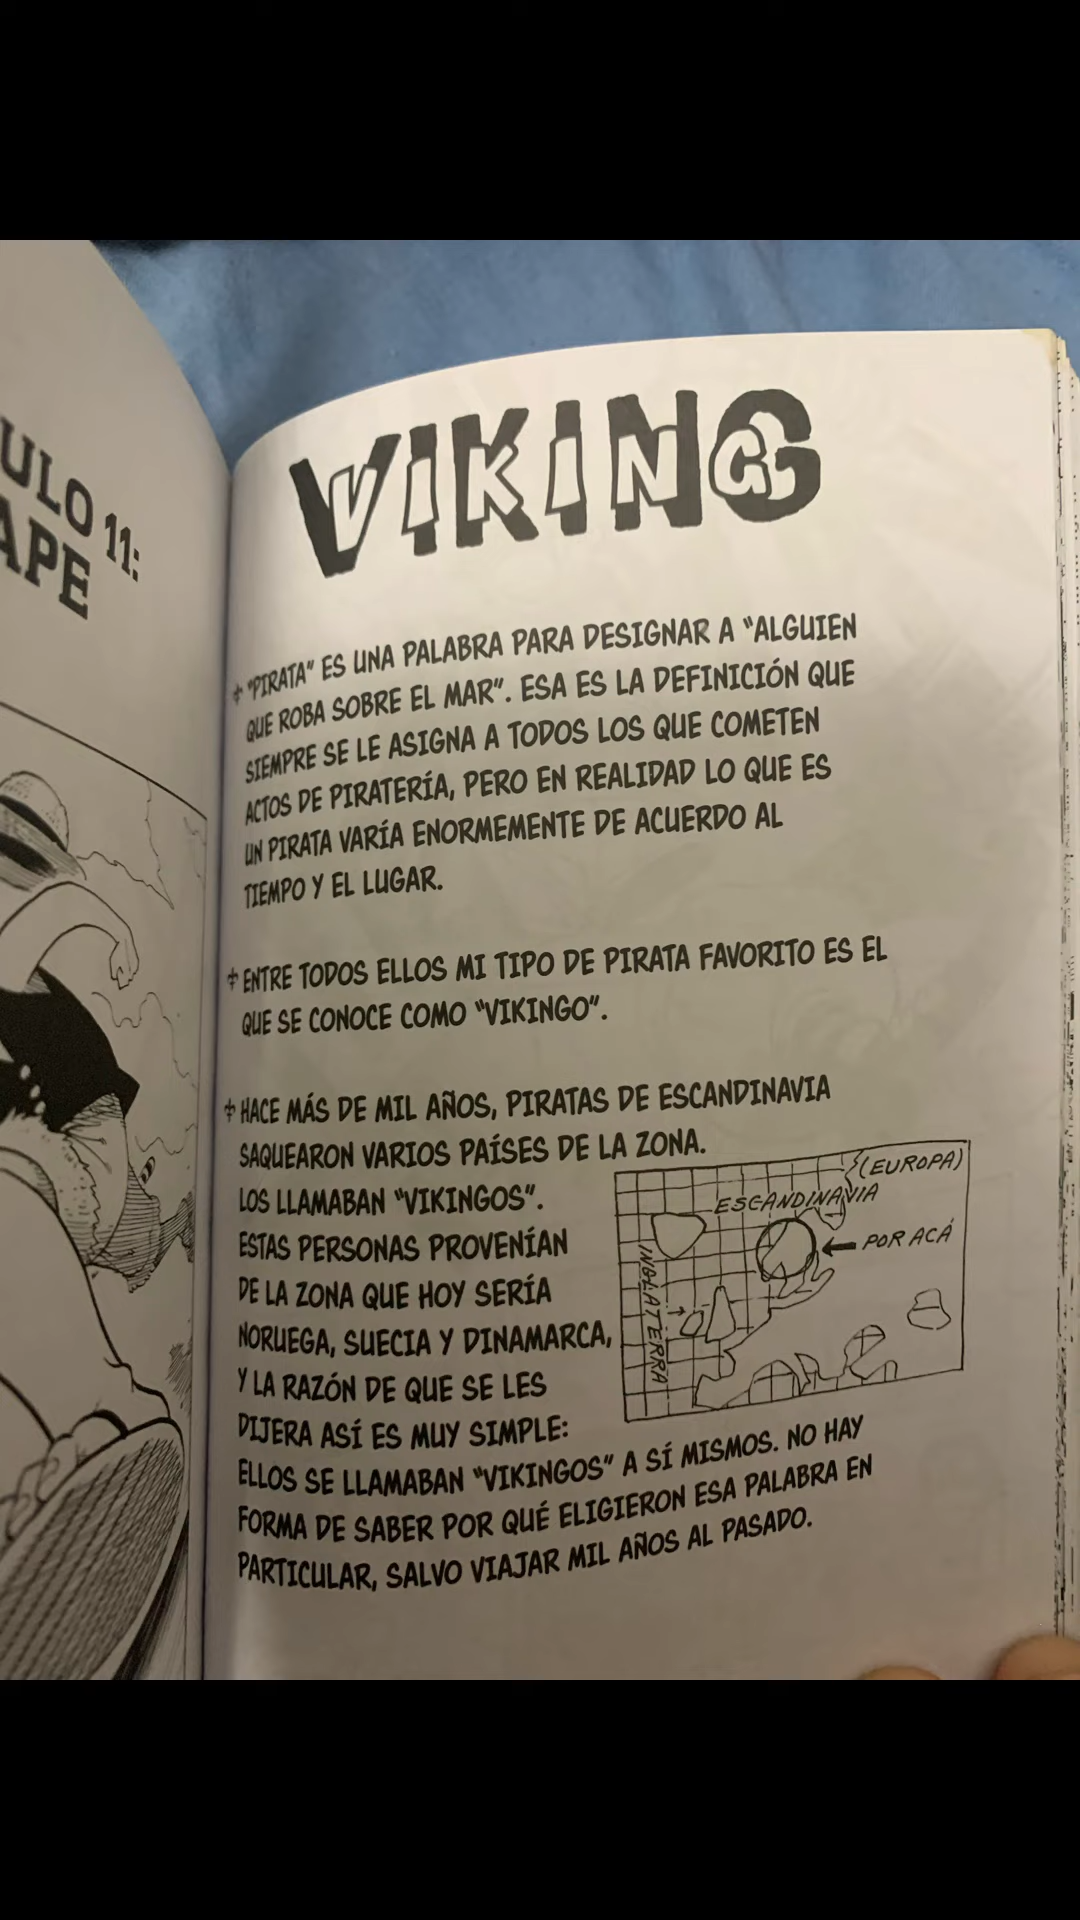 ULO 11:
APE
VIKING
"PIRATA" ES UNA PALABRA PARA DESIGNAR A "ALGUIEN
QUE ROBA SOBRE EL MAR". ESA ES LA DEFINICIÓN QUE
SIEMPRE SE LE ASIGNA A TODOS LOS QUE COMETEN
ACTOS DE PIRATERÍA, PERO EN REALIDAD LO QUE ES
UN PIRATA VARÍA ENORMEMENTE DE ACUERDO AL
TIEMPO Y EL LUGAR.
ENTRE TODOS ELLOS MI TIPO DE PIRATA FAVORITO ES EL
QUE SE CONOCE COMO "VIKINGO".
HACE MÁS DE MIL AÑOS, PIRATAS DE ESCANDINAVIA
SAQUEARON VARIOS PAÍSES DE LA ZONA.
LOS LLAMABAN "VIKINGOS".
ESTAS PERSONAS PROVENÍAN
DE LA ZONA QUE HOY SERÍA
NORUEGA, SUECIA Y DINAMARCA,
Y LA RAZÓN DE QUE SE LES
DIJERA ASÍ ES MUY SIMPLE:
ELLOS SE LLAMABAN "VIKINGOS" A SÍ MISMOS. NO HAY
FORMA DE SABER POR QUÉ ELIGIERON ESA PALABRA EN
PARTICULAR, SALVO VIAJAR MIL AÑOS AL PASADO.
(EUROPA)
ESCANDINAVIA
POR ACÁ
INGLATERRA